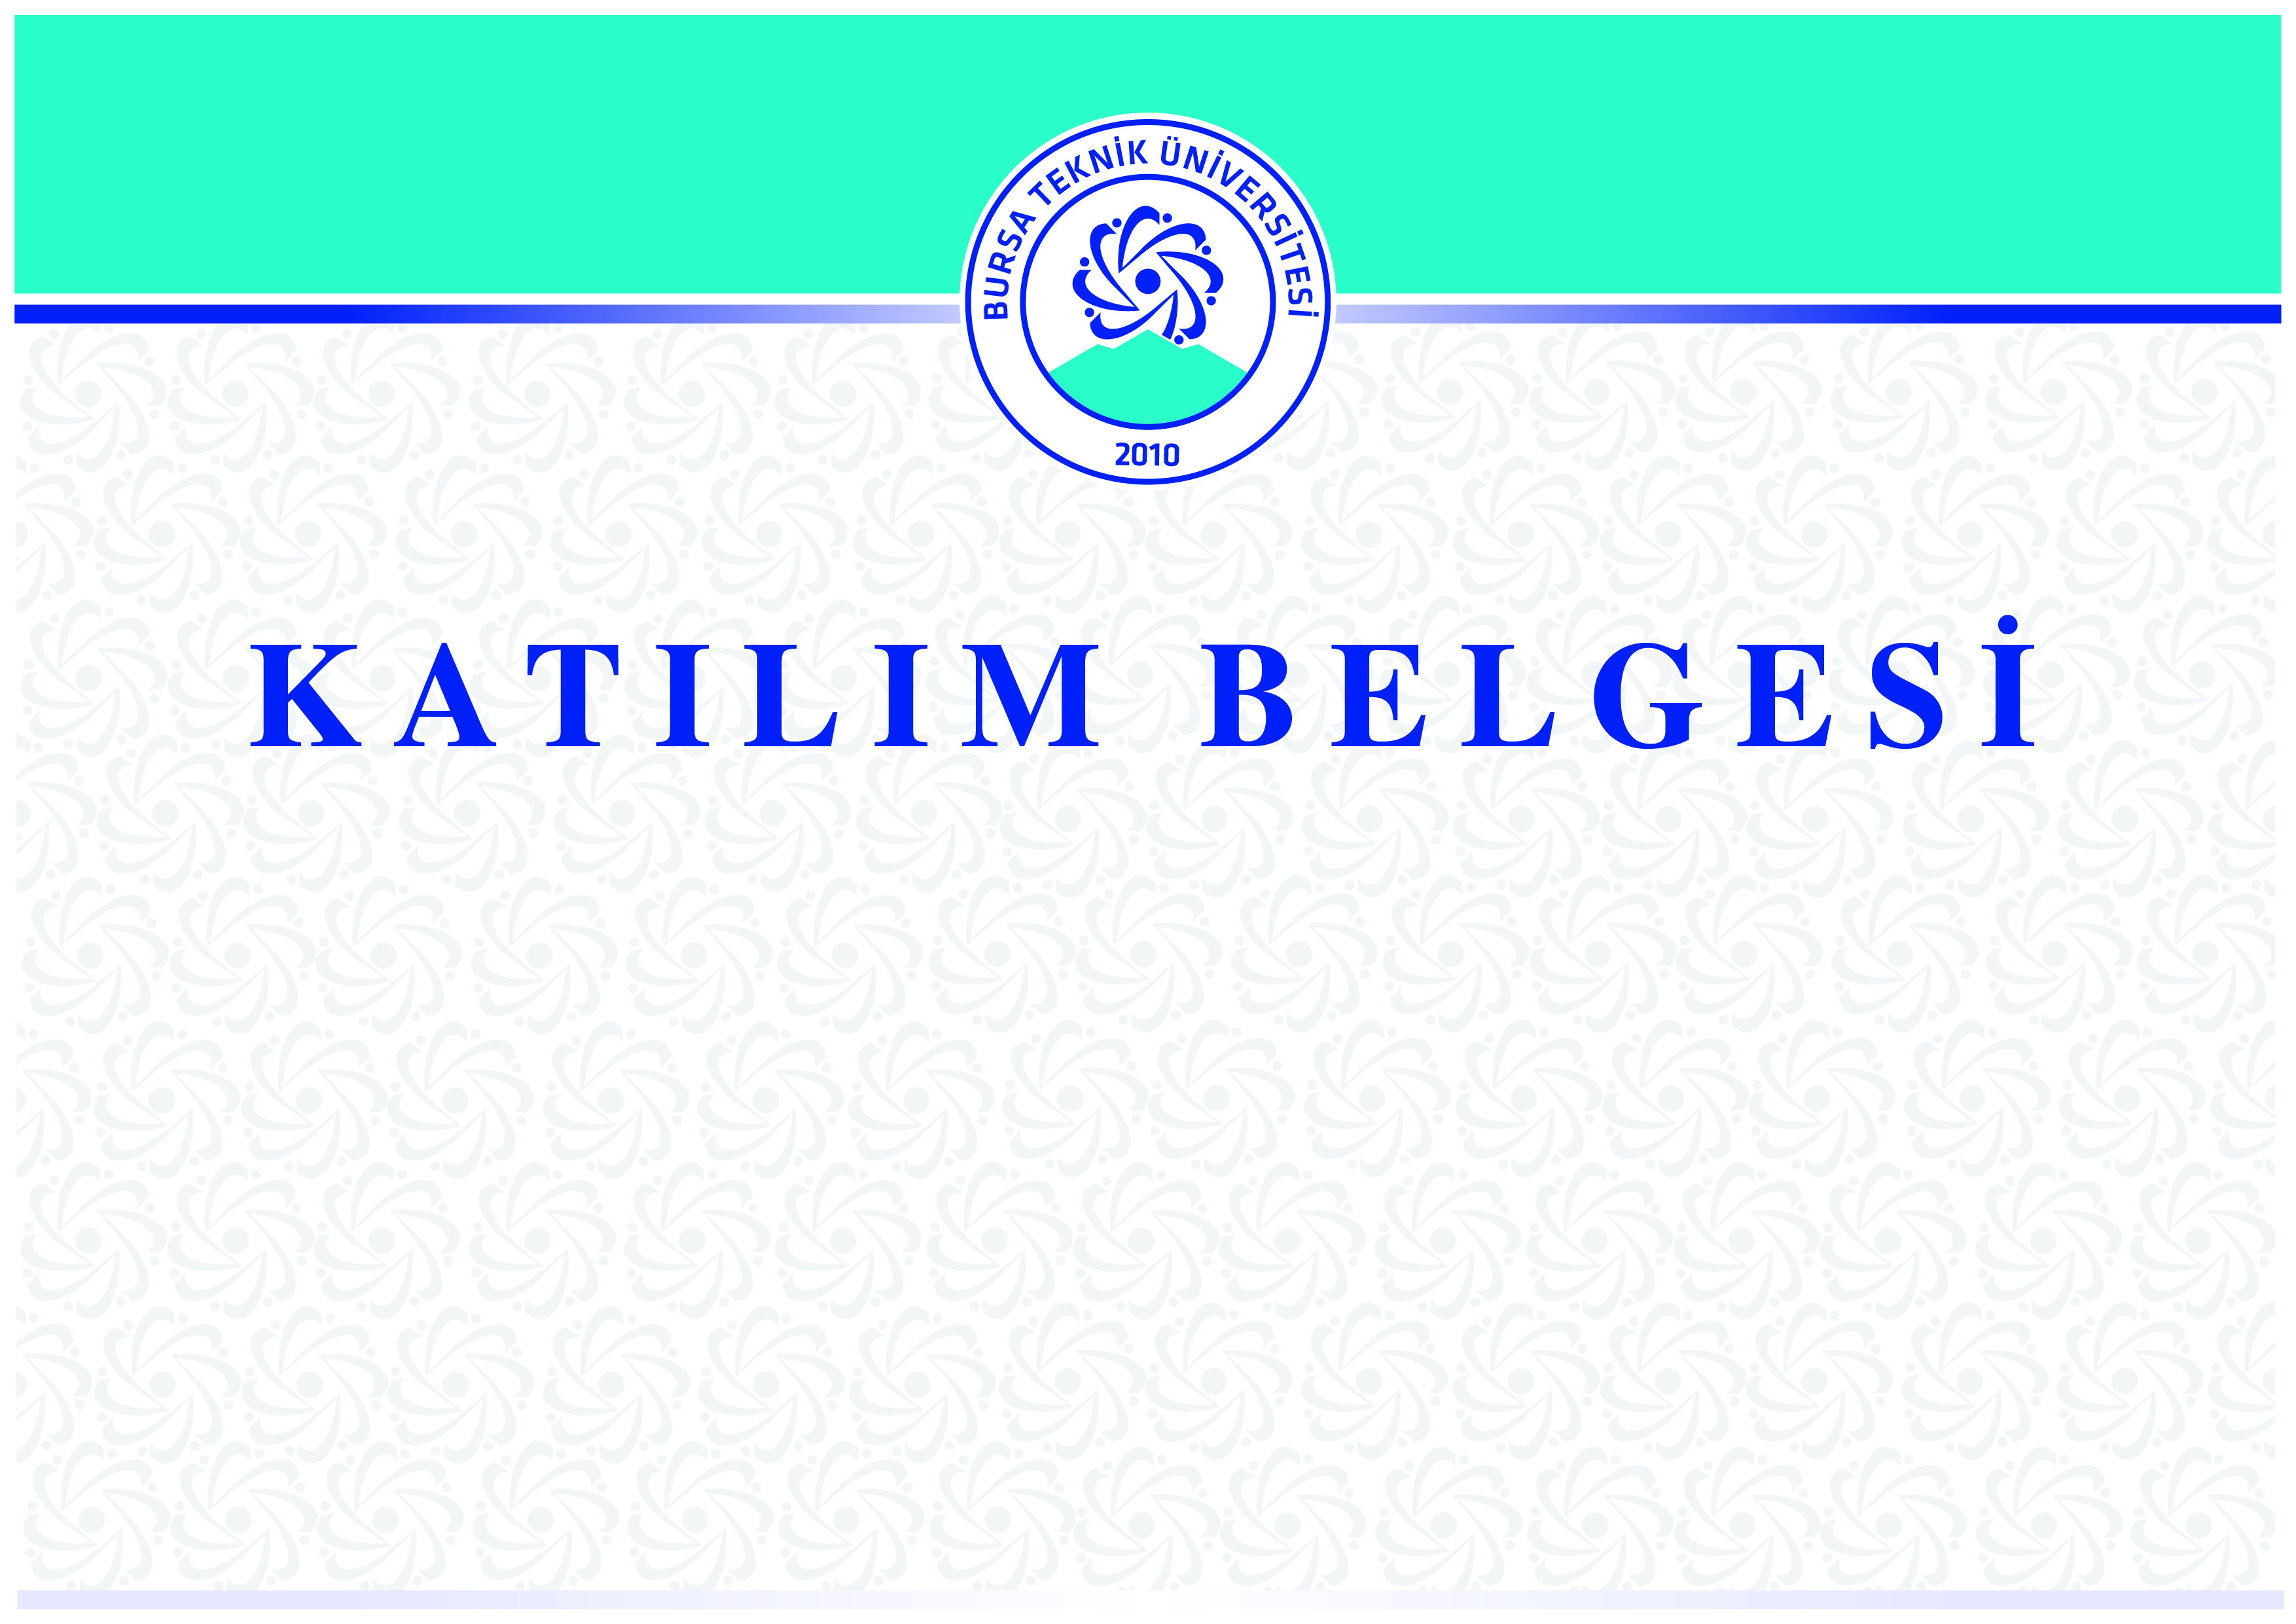 BURSA TEKNİK ÜNİVERSİTESİ
2010
KATILIM BELGESİ